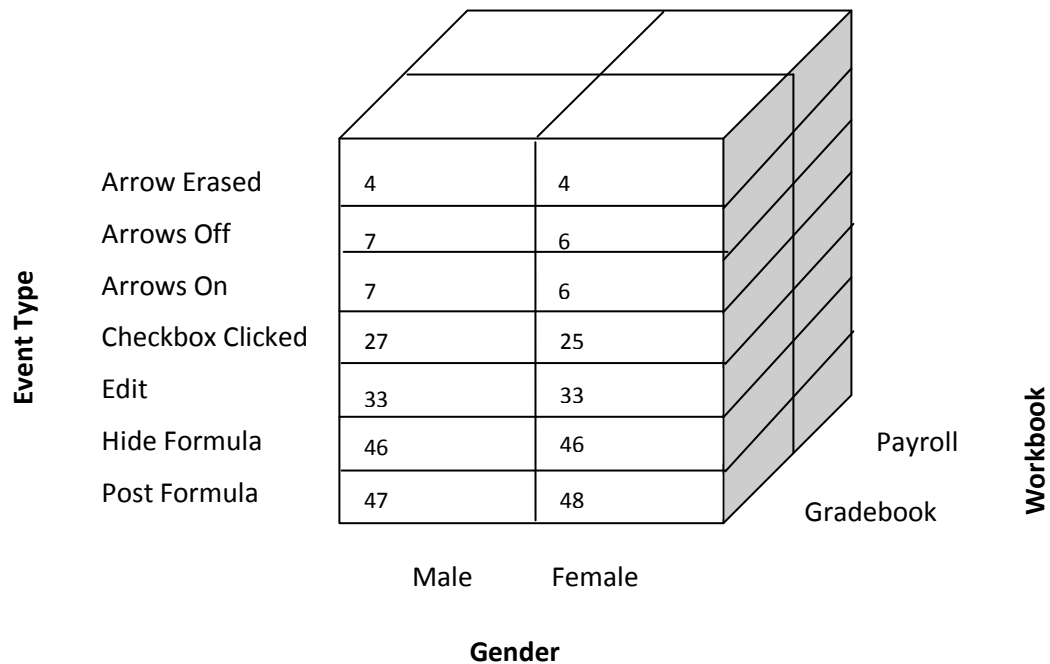 Event Type
Arrow Erased 4 4
Arrows Off 7 6
Arrows On 7 6
Checkbox Clicked 27 25
Edit 33 33
Hide Formula 46 46
Post Formula 47 48
Payroll
Gradebook
Workbook
Male Female
Gender